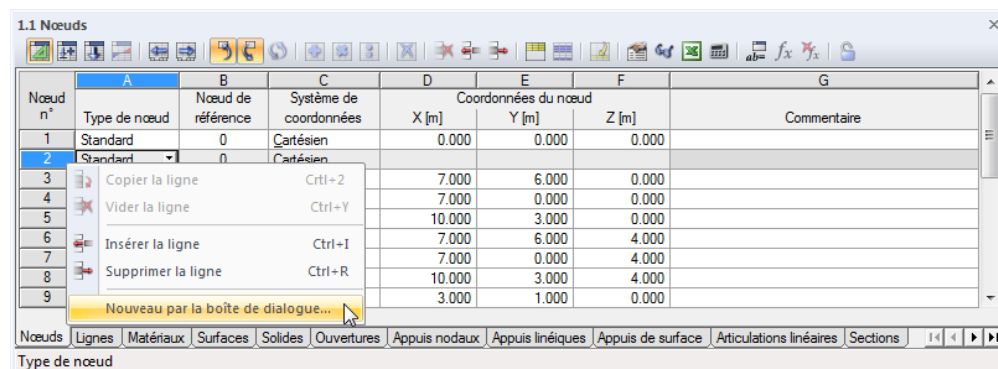 1.1 Nœuds
A B C D E F G
Nœud Nœud de Système de Coordonnées du nœud
n° Type de nœud référence coordonnées X [m] Y [m] Z [m] Commentaire
1 Standard 0 Cartésien 0.000 0.000 0.000
2 Standard 0 Cartésien
3 Copier la ligne Crtl+2 7.000 6.000 0.000
4 Vider la ligne Ctrl+Y 7.000 0.000 0.000
5 10.000 3.000 0.000
6 Insérer la ligne Ctrl+I 7.000 6.000 4.000
7 7.000 0.000 4.000
8 Supprimer la ligne Ctrl+R 10.000 3.000 4.000
9 3.000 1.000 0.000
Nouveau par la boîte de dialogue...
Nœuds Lignes Matériaux Surfaces Solides Ouvertures Appuis nodaux Appuis linéiques Appuis de surface Articulations linéaires Sections
Type de nœud